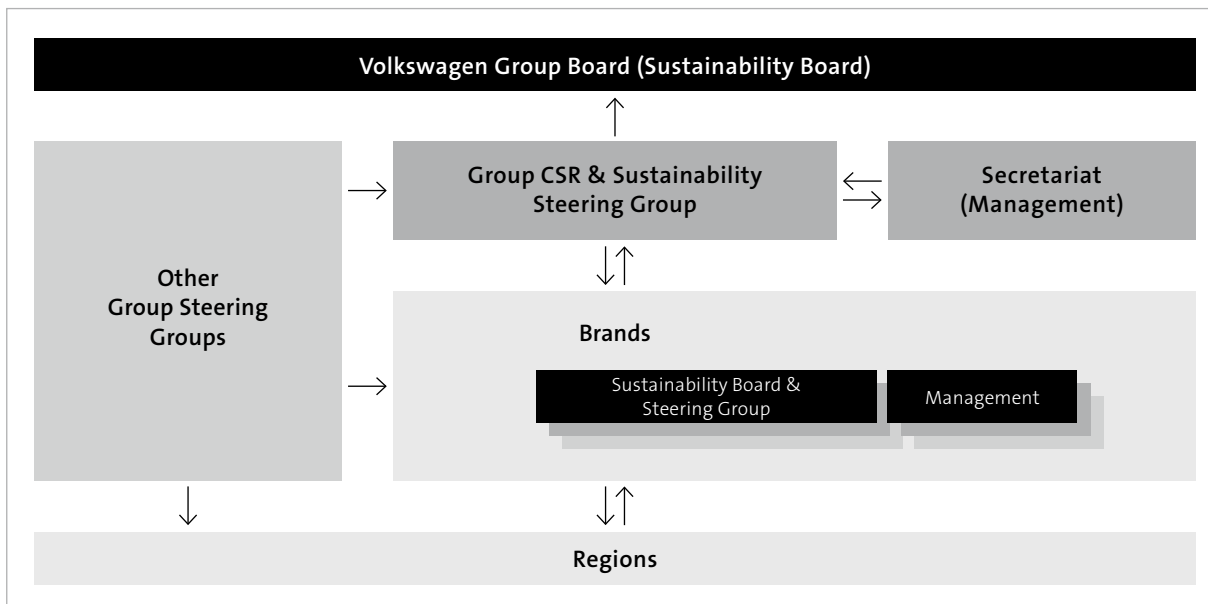 Volkswagen Group Board (Sustainability Board)
Group CSR & Sustainability
Steering Group
Secretariat
(Management)
Other
Group Steering
Groups
Brands
Sustainability Board &
Steering Group
Management
Regions